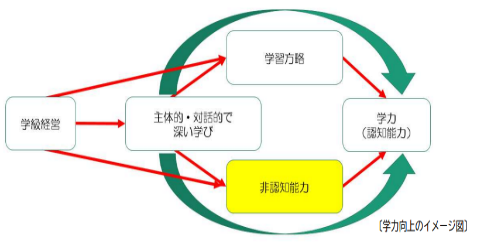 学習方略
学級経営
主体的・対話的で
深い学び
学力
（認知能力）
非認知能力
〔学力向上のイメージ図〕